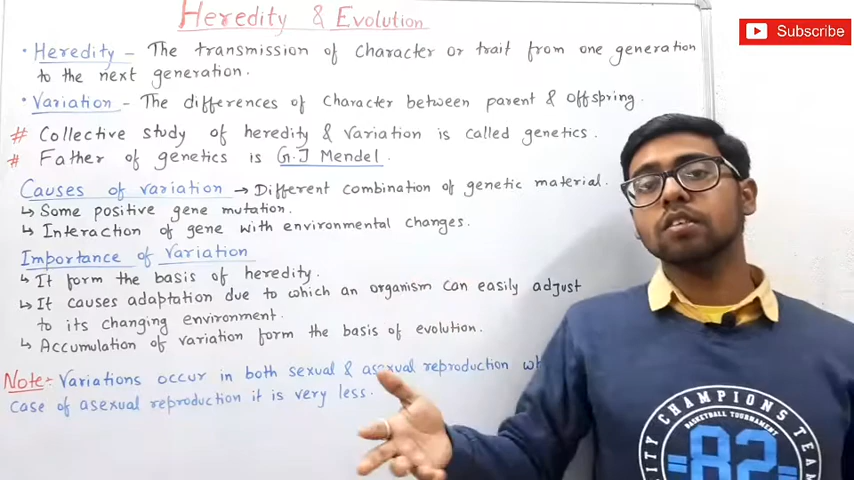 Heredity & Evolution
Subscribe
• Heredity - The transmission of character or trait from one generation
to the next generation.
• Variation - The differences of character between parent & offspring.
# Collective study of heredity & variation is called genetics.
# Father of genetics is G.J Mendel.
Causes of variation → Different combination of genetic material.
↳ Some positive gene mutation.
↳ Interaction of gene with environmental changes.
Importance of Variation
↳ It form the basis of heredity.
↳ It causes adaptation due to which an organism can easily adjust
to its changing environment.
↳ Accumulation of variation form the basis of evolution.
Note:- Variations occur in both sexual & asexual reproduction
case of asexual reproduction it is very less.
CHAMPIONS TEAM
BASKETBALL TOURNAMENT
82